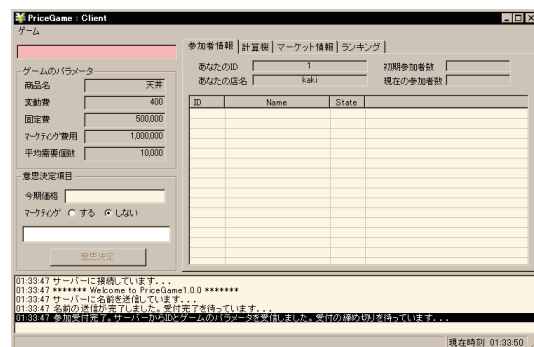 PriceGame : Client
ゲーム
参加者情報 計算機 マーケット情報 ランキング
あなたのID 1 初期参加者数
あなたの店名 kaki 現在の参加者数
ID Name State
ゲームのパラメータ
商品名 天丼
変動費 400
固定費 500,000
マーケティング費用 1,000,000
平均需要個数 10,000
意思決定項目
今期価格
マーケティング する しない
意思決定
01:33:47 サーバーに接続しています...
01:33:47 ******* Welcome to PriceGame1.0.0 *******
01:33:47 サーバーに名前を送信しています...
01:33:47 名前の送信が完了しました。受付完了を待っています...
01:33:47 参加受付完了。サーバーからIDとゲームのパラメータを受信しました。受付の締め切りを待っています...
現在時刻 01:33:50